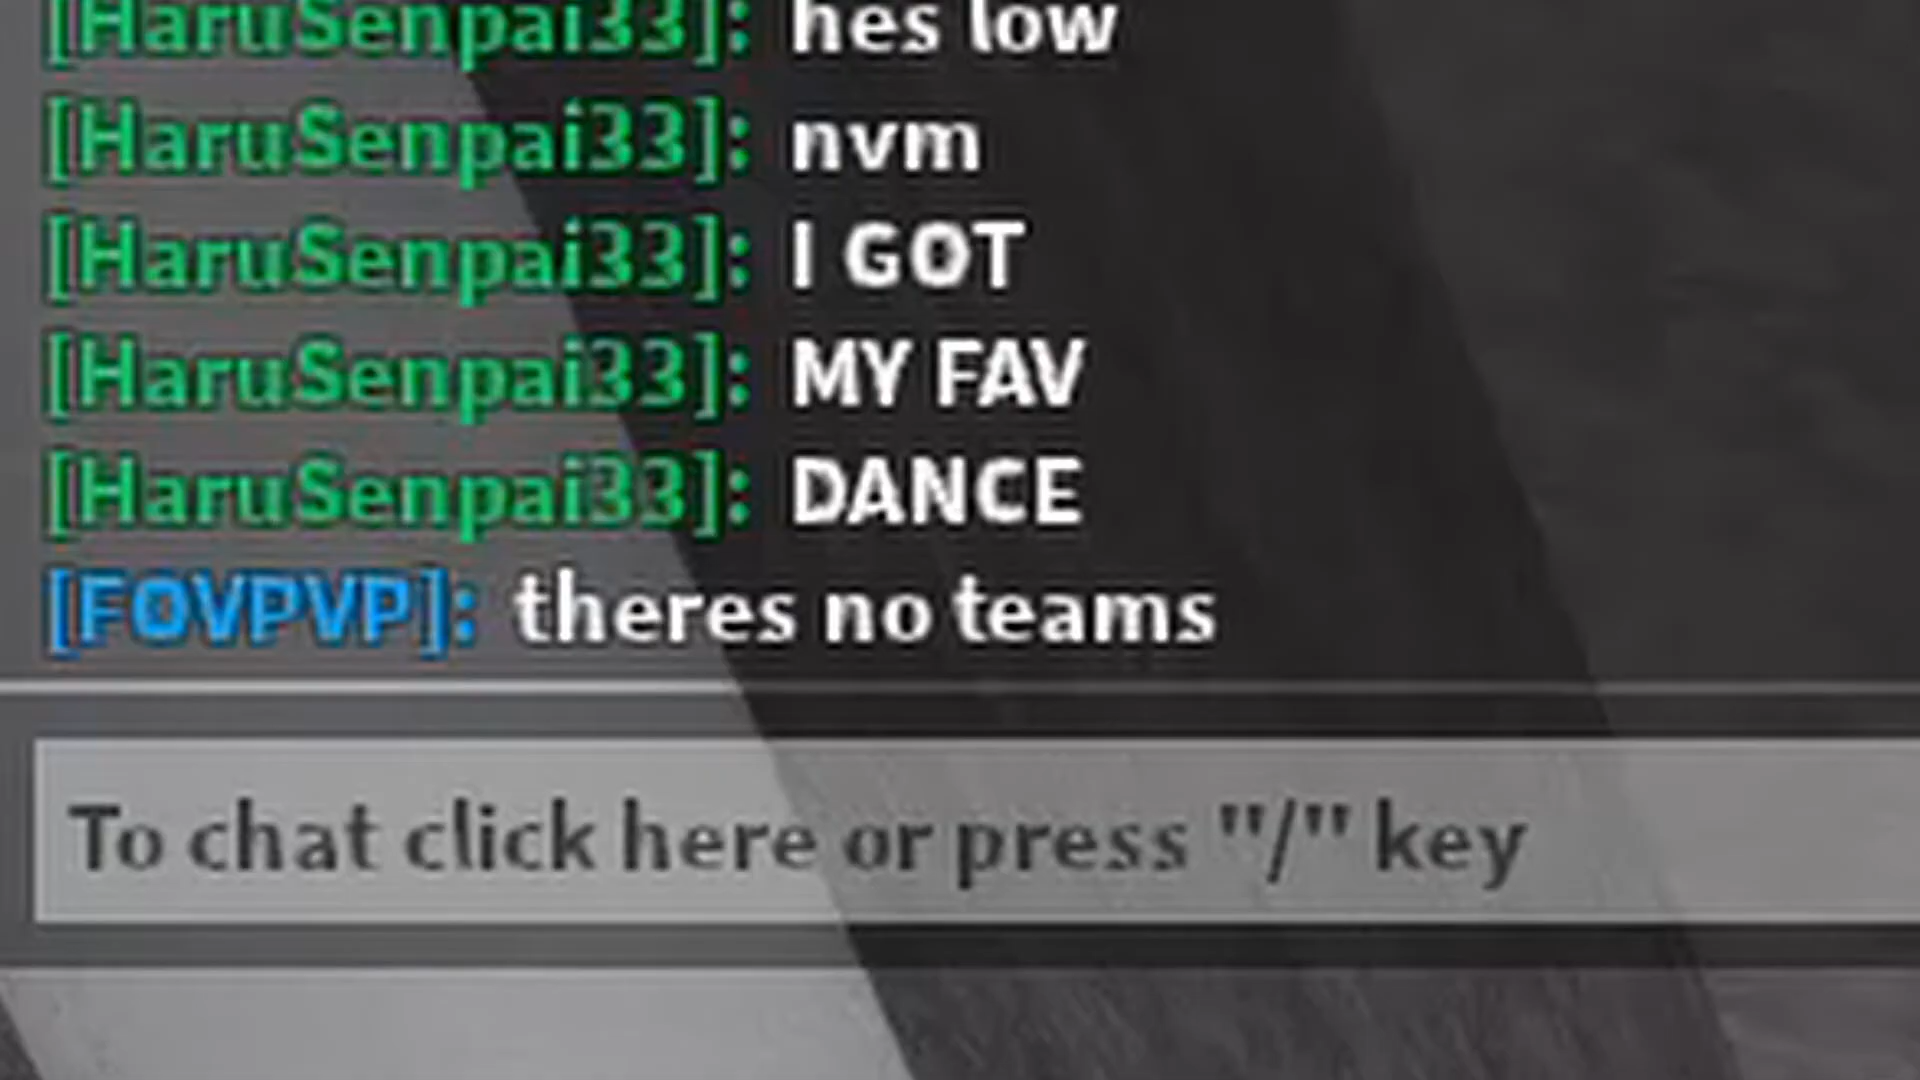 [HaruSenpai33]: hes low
[HaruSenpai33]: nvm
[HaruSenpai33]: I GOT
[HaruSenpai33]: MY FAV
[HaruSenpai33]: DANCE
[FOVPVP]: theres no teams
To chat click here or press "/" key